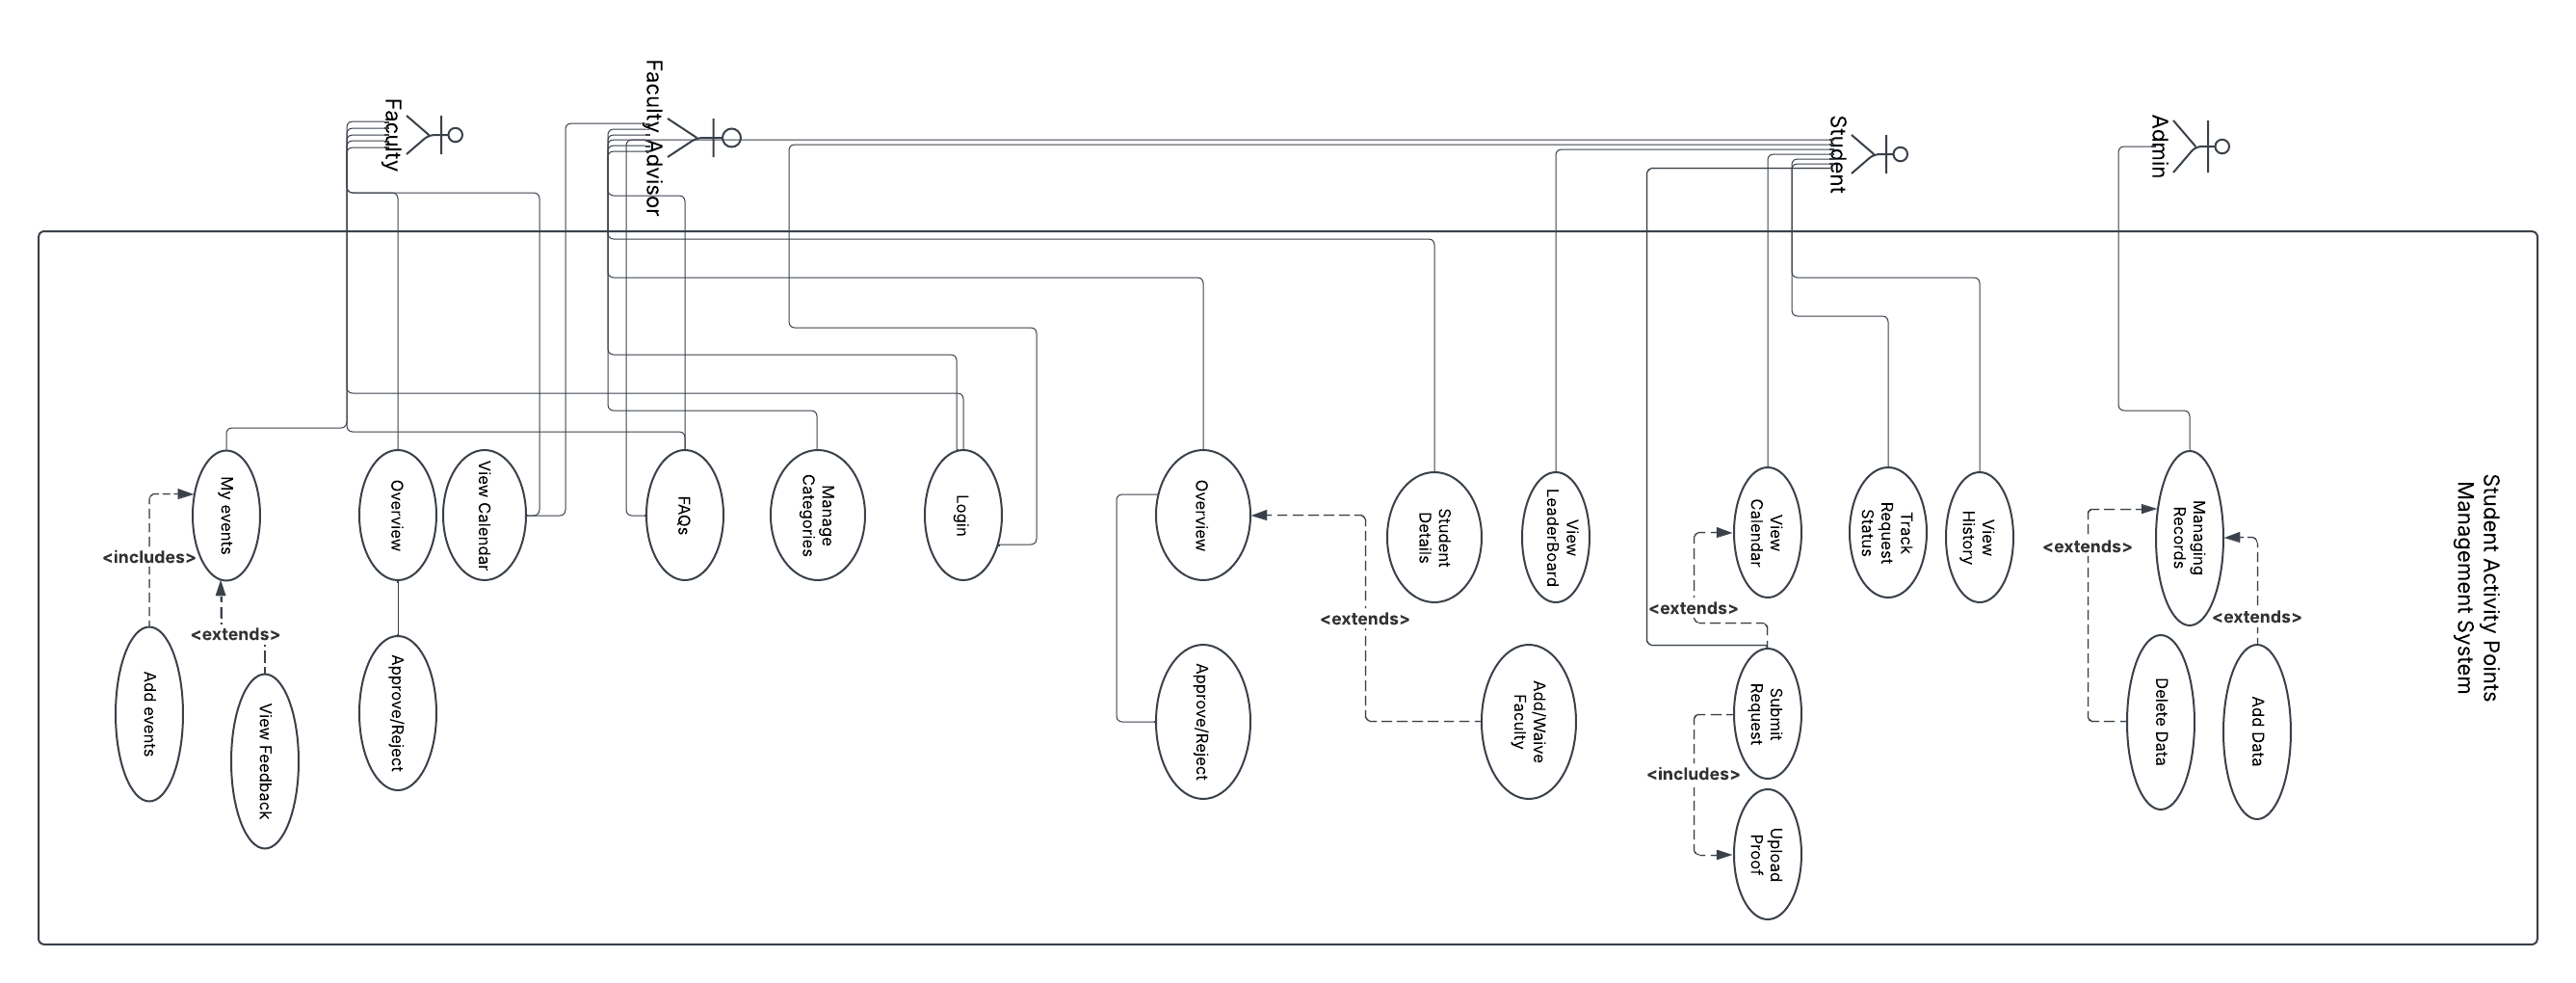 Student Activity Points
Management System
Admin
Managing
Records
<extends>
<extends>
Add Data
Delete Data
Student
View
History
Track
Request
Status
View
Calendar
<extends>
Submit
Request
<includes>
Upload
Proof
View
LeaderBoard
Student
Details
Add/Waive
Faculty
<extends>
Overview
Approve/Reject
Faculty Advisor
Login
Manage
Categories
FAQs
View Calendar
Faculty
Overview
Approve/Reject
My events
<includes>
<extends>
Add events
View Feedback